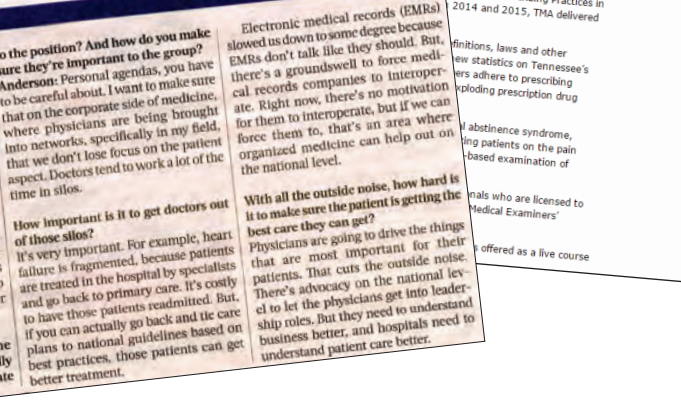 o the position? And how do you make
ure they're important to the group?
Anderson: Personal agendas, you have
to be careful about. I want to make sure
that on the corporate side of medicine,
where physicians are being brought
into networks, specifically in my field,
that we don't lose focus on the patient
aspect. Doctors tend to work a lot of the
time in silos.
How important is it to get doctors out
of those silos?
It's very important. For example, heart
failure is fragmented, because patients
are treated in the hospital by specialists
and go back to primary care. It's costly
to have those patients readmitted. But,
if you can actually go back and tie care
plans to national guidelines based on
best practices, those patients can get
better treatment.
Electronic medical records (EMRs)
slowed us down to some degree because
EMRs don't talk like they should. But,
there's a groundswell to force medi-
cal records companies to interoper-
ate. Right now, there's no motivation
for them to interoperate, but if we can
force them to, that's an area where
organized medicine can help out on
the national level.
With all the outside noise, how hard is
it to make sure the patient is getting the
best care they can get?
Physicians are going to drive the things
that are most important for their
patients. That cuts the outside noise.
There's advocacy on the national lev-
el to let the physicians get into leader-
ship roles. But they need to understand
business better, and hospitals need to
understand patient care better.
Practices in
2014 and 2015, TMA delivered
finitions, laws and other
ew statistics on Tennessee's
ers adhere to prescribing
xploding prescription drug
l abstinence syndrome,
ing patients on the pain
-based examination of
nals who are licensed to
Medical Examiners'
s offered as a live course